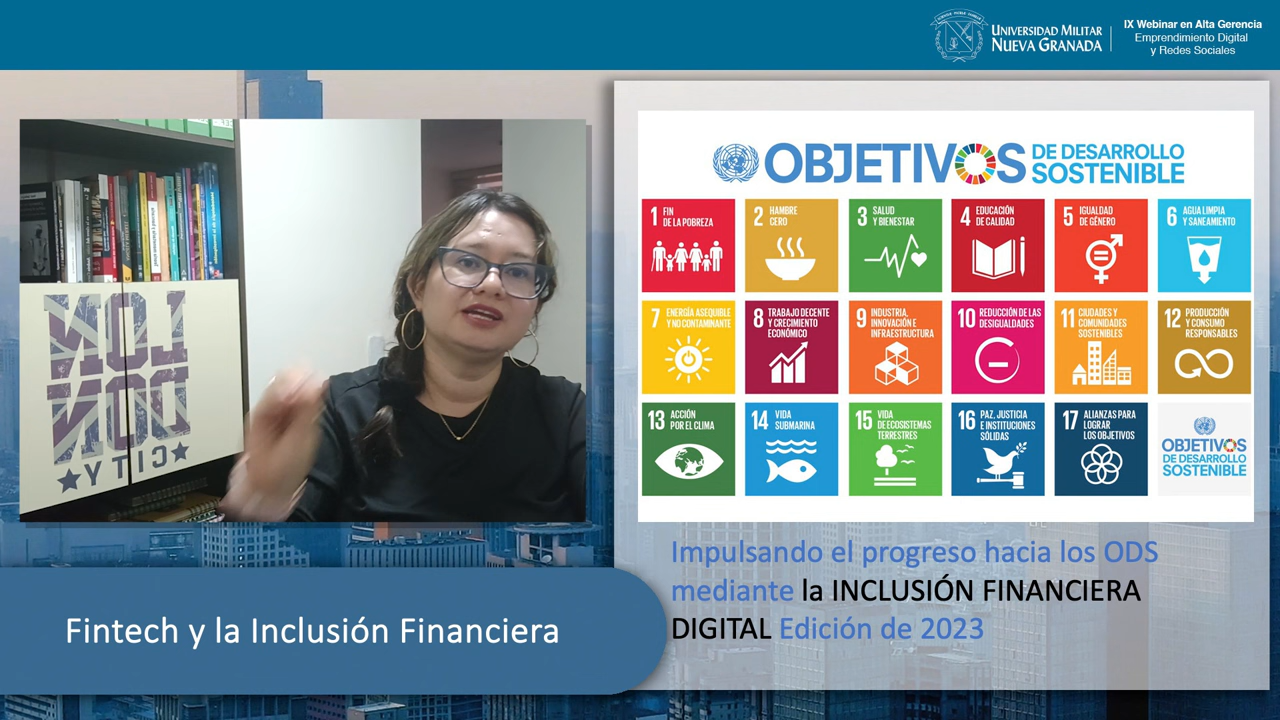 UNIVERSIDAD MILITAR
NUEVA GRANADA
IX Webinar en Alta Gerencia
Emprendimiento Digital
y Redes Sociales
LON
DON
CITY
OBJETIVOS
DE DESARROLLO
SOSTENIBLE
1 FIN
DE LA POBREZA
2 HAMBRE
CERO
3 SALUD
Y BIENESTAR
4 EDUCACIÓN
DE CALIDAD
5 IGUALDAD
DE GÉNERO
6 AGUA LIMPIA
Y SANEAMIENTO
7 ENERGÍA ASEQUIBLE
Y NO CONTAMINANTE
8 TRABAJO DECENTE
Y CRECIMIENTO
ECONÓMICO
9 INDUSTRIA,
INNOVACIÓN E
INFRAESTRUCTURA
10 REDUCCIÓN DE LAS
DESIGUALDADES
11 CIUDADES Y
COMUNIDADES
SOSTENIBLES
12 PRODUCCIÓN
Y CONSUMO
RESPONSABLES
13 ACCIÓN
POR EL CLIMA
14 VIDA
SUBMARINA
15 VIDA
DE ECOSISTEMAS
TERRESTRES
16 PAZ, JUSTICIA
E INSTITUCIONES
SÓLIDAS
17 ALIANZAS PARA
LOGRAR
LOS OBJETIVOS
OBJETIVOS
DE DESARROLLO
SOSTENIBLE
Impulsando el progreso hacia los ODS
mediante la INCLUSIÓN FINANCIERA
DIGITAL Edición de 2023
Fintech y la Inclusión Financiera